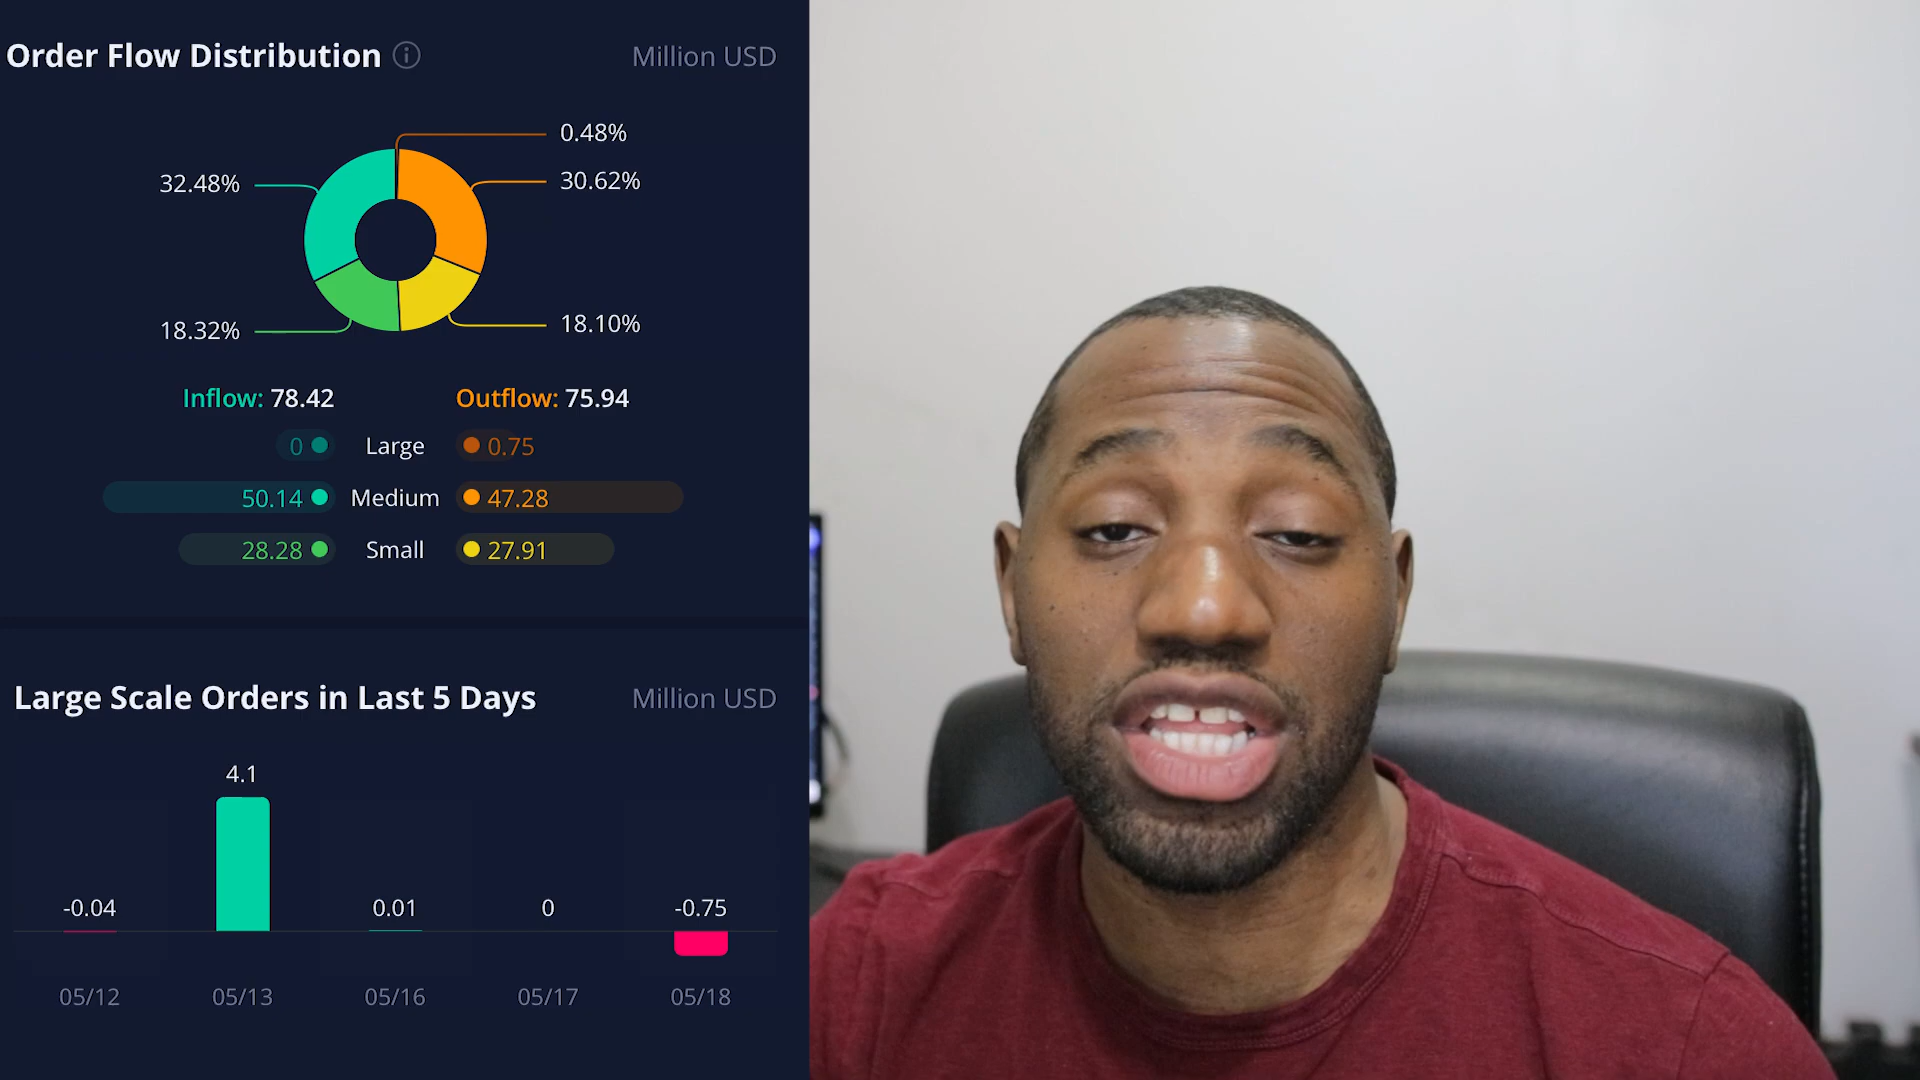 Order Flow Distribution Million USD
0.48%
32.48% 30.62%
18.32% 18.10%
Inflow: 78.42 Outflow: 75.94
0 Large 0.75
50.14 Medium 47.28
28.28 Small 27.91
Large Scale Orders in Last 5 Days Million USD
4.1
-0.04 0.01 0 -0.75
05/12 05/13 05/16 05/17 05/18